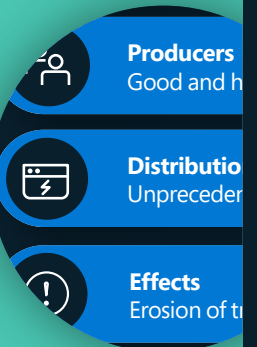 Producers
Good and h
Distributio
Unpreceden
Effects
Erosion of tr